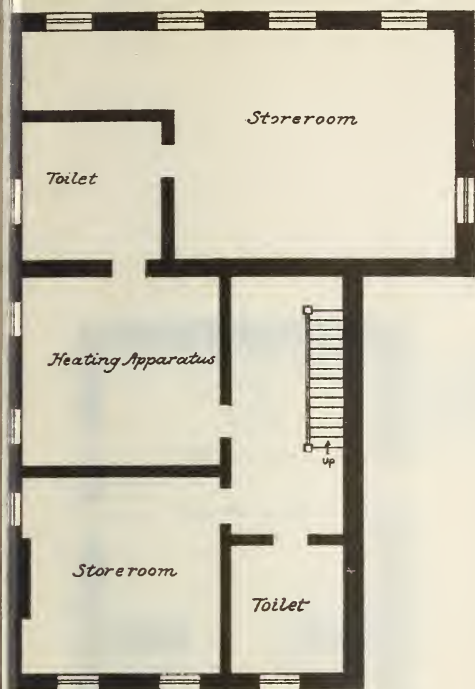 Storeroom
Toilet
Heating Apparatus
up
Storeroom
Toilet